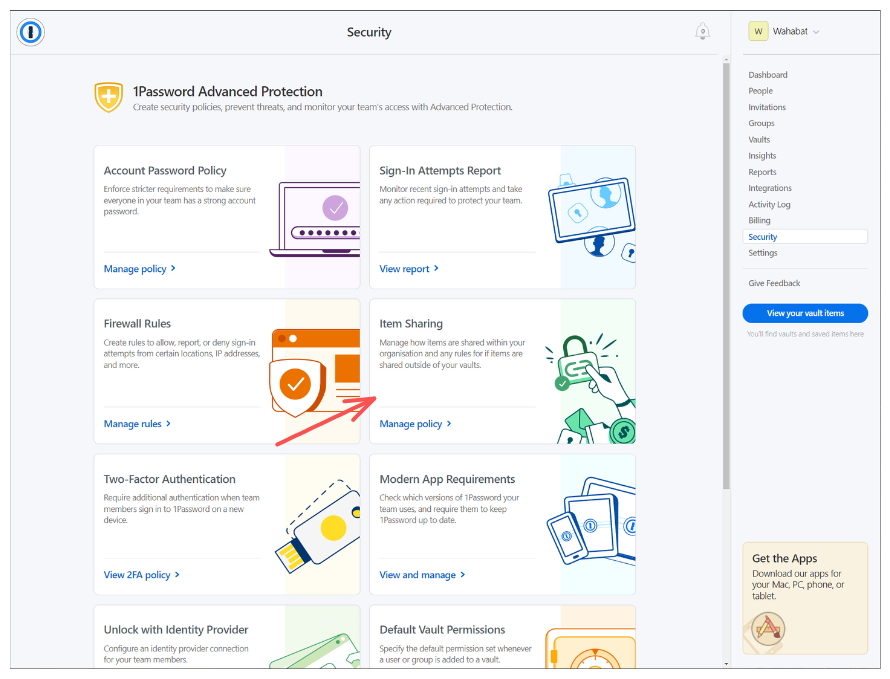 Security
W Wahabat
1Password Advanced Protection
Create security policies, prevent threats, and monitor your team's access with Advanced Protection.
Account Password Policy
Enforce stricter requirements to make sure
everyone in your team has a strong account
password.
Manage policy
Sign-In Attempts Report
Monitor recent sign-in attempts and take
any action required to protect your team.
View report
Firewall Rules
Create rules to allow, report, or deny sign-in
attempts from certain locations, IP addresses,
and more.
Manage rules
Item Sharing
Manage how items are shared within your
organisation and any rules for if items are
shared outside of your vaults.
Manage policy
Two-Factor Authentication
Require additional authentication when team
members sign in to 1Password on a new
device.
View 2FA policy
Modern App Requirements
Check which versions of 1Password your
team uses, and require them to keep
1Password up to date.
View and manage
Unlock with Identity Provider
Configure an identity provider connection
for your team members.
Default Vault Permissions
Specify the default permission set whenever
a user or group is added to a vault.
Dashboard
People
Invitations
Groups
Vaults
Insights
Reports
Integrations
Activity Log
Billing
Security
Settings
Give Feedback
View your vault items
You'll find vaults and saved items here
Get the Apps
Download our apps for
your Mac, PC, phone, or
tablet.